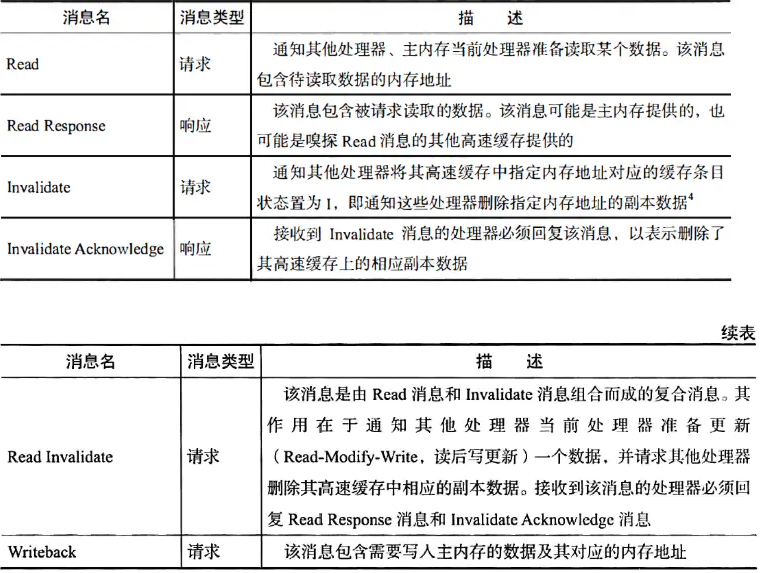 消息名 消息类型 描 述
Read 请求 通知其他处理器、主内存当前处理器准备读取某个数据。该消息
包含待读取数据的内存地址
Read Response 响应 该消息包含被请求读取的数据。该消息可能是主内存提供的，也
可能是嗅探 Read 消息的其他高速缓存提供的
Invalidate 请求 通知其他处理器将其高速缓存中指定内存地址对应的缓存条目
状态置为 I，即通知这些处理器删除指定内存地址的副本数据4
Invalidate Acknowledge 响应 接收到 Invalidate 消息的处理器必须回复该消息，以表示删除了
其高速缓存上的相应副本数据
续表
消息名 消息类型 描 述
Read Invalidate 请求 该消息是由 Read 消息和 Invalidate 消息组合而成的复合消息。其
作用在于通知其他处理器当前处理器准备更新
（Read-Modify-Write，读后写更新）一个数据，并请求其他处理器
删除其高速缓存中相应的副本数据。接收到该消息的处理器必须回
复 Read Response 消息和 Invalidate Acknowledge 消息
Writeback 请求 该消息包含需要写入主内存的数据及其对应的内存地址